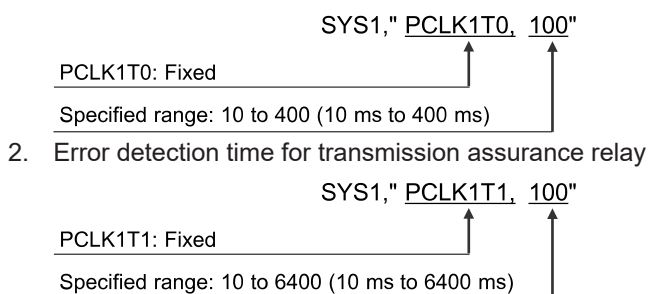 SYS1," PCLK1T0, 100"
PCLK1T0: Fixed
Specified range: 10 to 400 (10 ms to 400 ms)
2. Error detection time for transmission assurance relay
SYS1," PCLK1T1, 100"
PCLK1T1: Fixed
Specified range: 10 to 6400 (10 ms to 6400 ms)